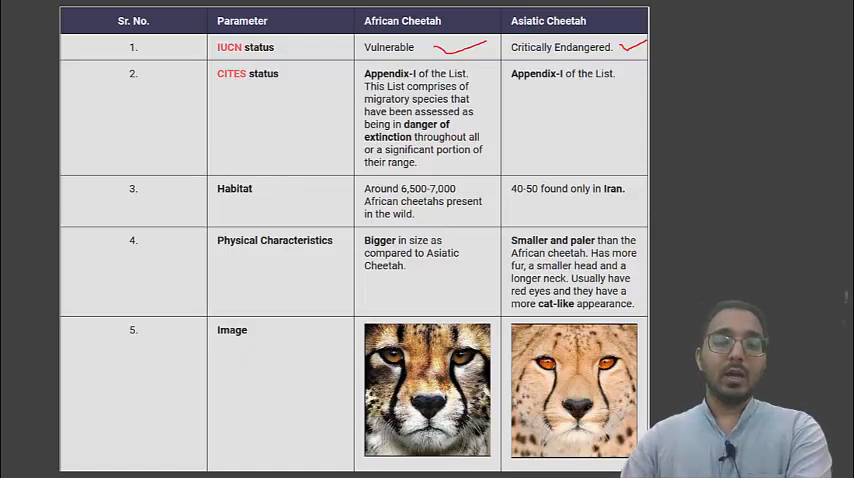 Sr. No. Parameter African Cheetah Asiatic Cheetah
1. IUCN status Vulnerable Critically Endangered.
2. CITES status Appendix-I of the List. Appendix-I of the List.
This List comprises of
migratory species that
have been assessed as
being in danger of
extinction throughout all
or a significant portion of
their range.
3. Habitat Around 6,500-7,000 40-50 found only in Iran.
African cheetahs present
in the wild.
4. Physical Characteristics Bigger in size as Smaller and paler than the
compared to Asiatic African cheetah. Has more
Cheetah. fur, a smaller head and a
longer neck. Usually have
red eyes and they have a
more cat-like appearance.
5. Image